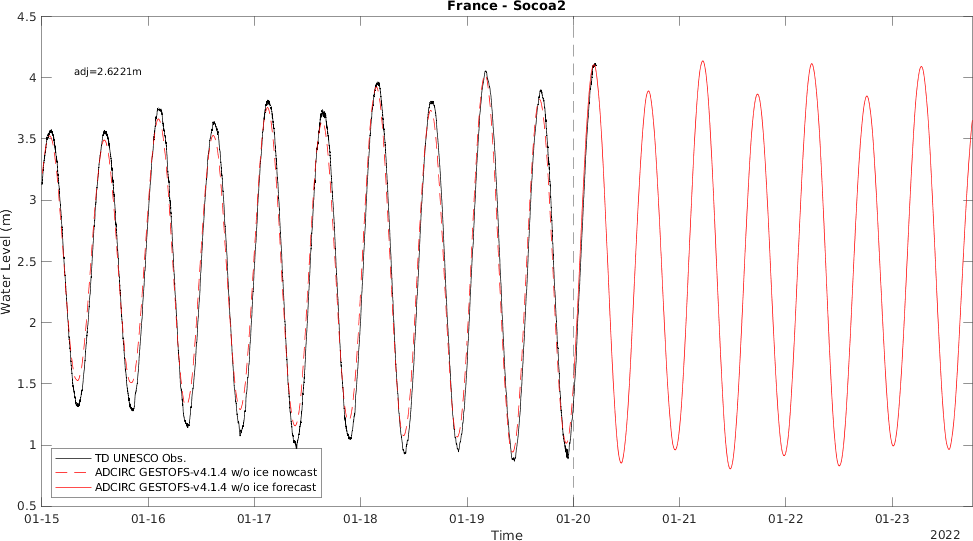 France - Socoa2
4.5
4
3.5
3
2.5
2
1.5
1
0.5
Water Level (m)
adj=2.6221m
TD UNESCO Obs.
ADCIRC GESTOFS-v4.1.4 w/o ice nowcast
ADCIRC GESTOFS-v4.1.4 w/o ice forecast
01-15 01-16 01-17 01-18 01-19 01-20 01-21 01-22 01-23
Time
2022